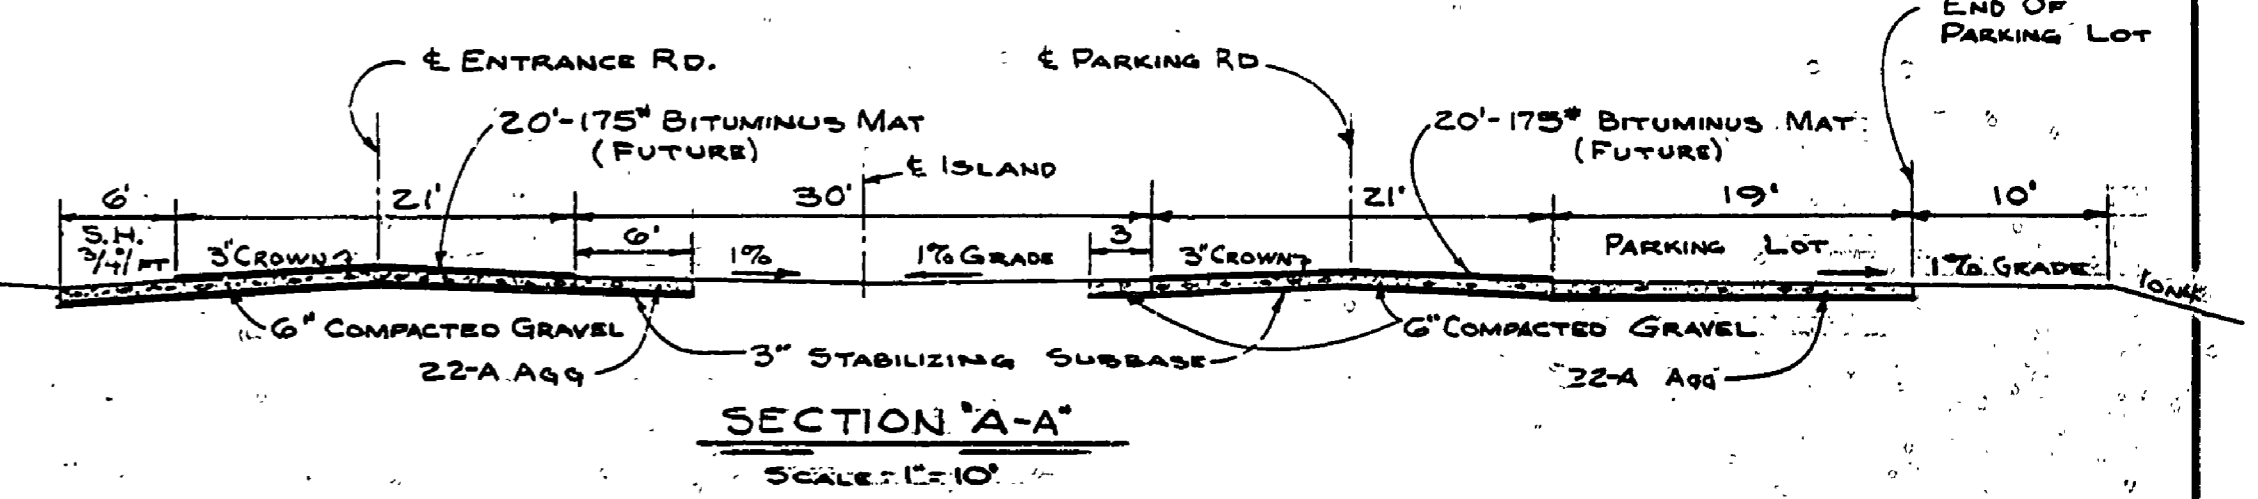 END OF
PARKING LOT
℄ ENTRANCE RD.
℄ PARKING RD
20'-175# BITUMINUS MAT
(FUTURE)
20'-175# BITUMINUS MAT
(FUTURE)
℄ ISLAND
6'
21'
30'
21'
19'
10'
S.H.
3/4"/FT
3" CROWN
6'
1%
1% GRADE
3
3" CROWN
PARKING LOT
1% GRADE
6" COMPACTED GRAVEL
22-A AGG
3" STABILIZING SUBBASE
6" COMPACTED GRAVEL
22-A AGG
SECTION "A-A"
SCALE - 1" = 10'